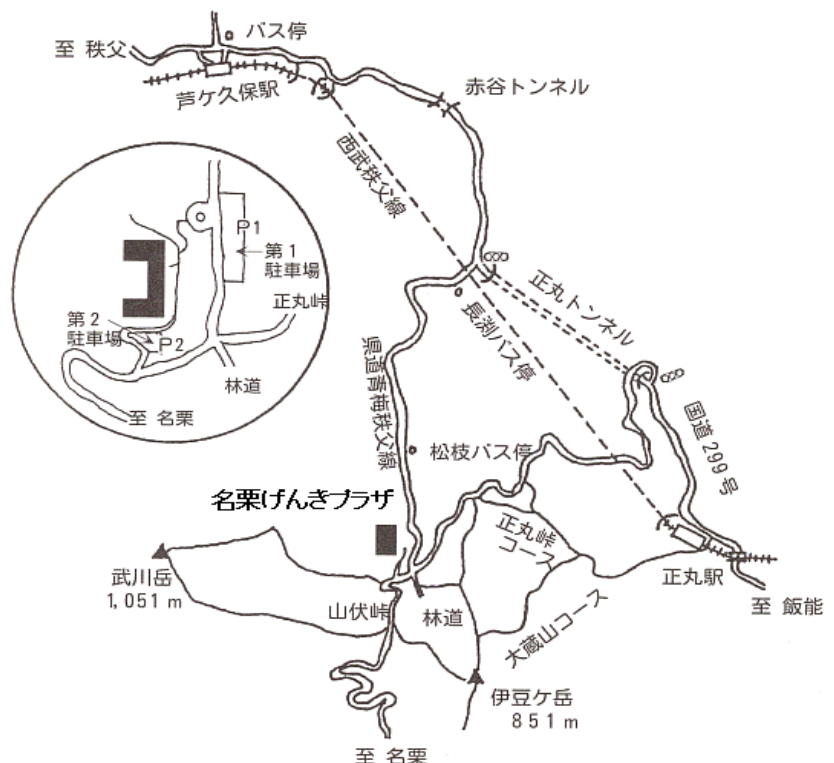 バス停
至 秩父
芦ケ久保駅
赤谷トンネル
西武秩父線
P1
第1
駐車場
正丸峠
第2
駐車場
P2
林道
至 名栗
正丸トンネル
長渕バス停
県道青梅秩父線
国道299号
松枝バス停
名栗げんきプラザ
正丸峠
コース
正丸駅
武川岳
1,051m
山伏峠
林道
大蔵山コース
至 飯能
伊豆ケ岳
851m
至 名栗